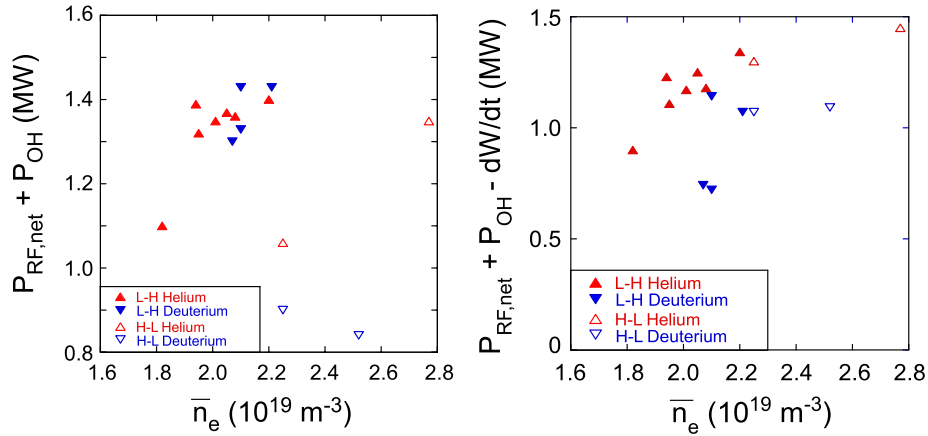 P_RF,net + P_OH (MW)
1.6
1.4
1.2
1.0
0.8
L-H Helium
L-H Deuterium
H-L Helium
H-L Deuterium
1.6 1.8 2.0 2.2 2.4 2.6 2.8
n̅_e (10^19 m^-3)
P_RF,net + P_OH - dW/dt (MW)
1.5
1.0
0.5
0
L-H Helium
L-H Deuterium
H-L Helium
H-L Deuterium
1.6 1.8 2.0 2.2 2.4 2.6 2.8
n̅_e (10^19 m^-3)